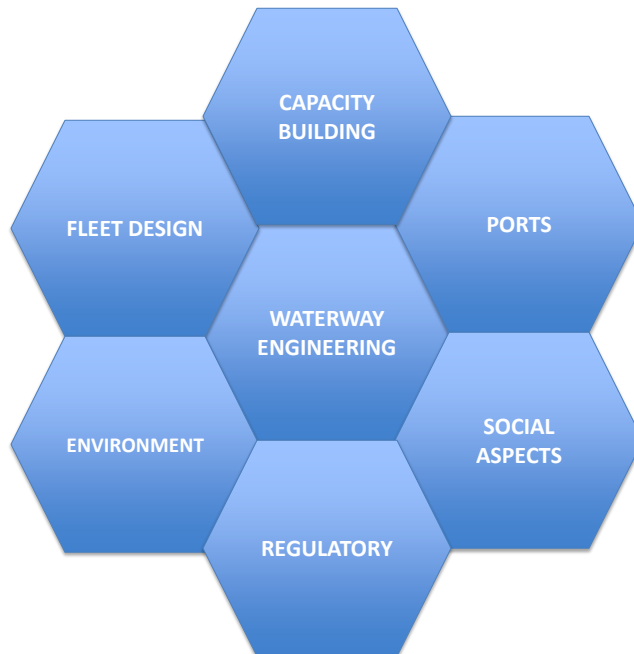 CAPACITY
BUILDING
FLEET DESIGN
PORTS
WATERWAY
ENGINEERING
ENVIRONMENT
SOCIAL
ASPECTS
REGULATORY